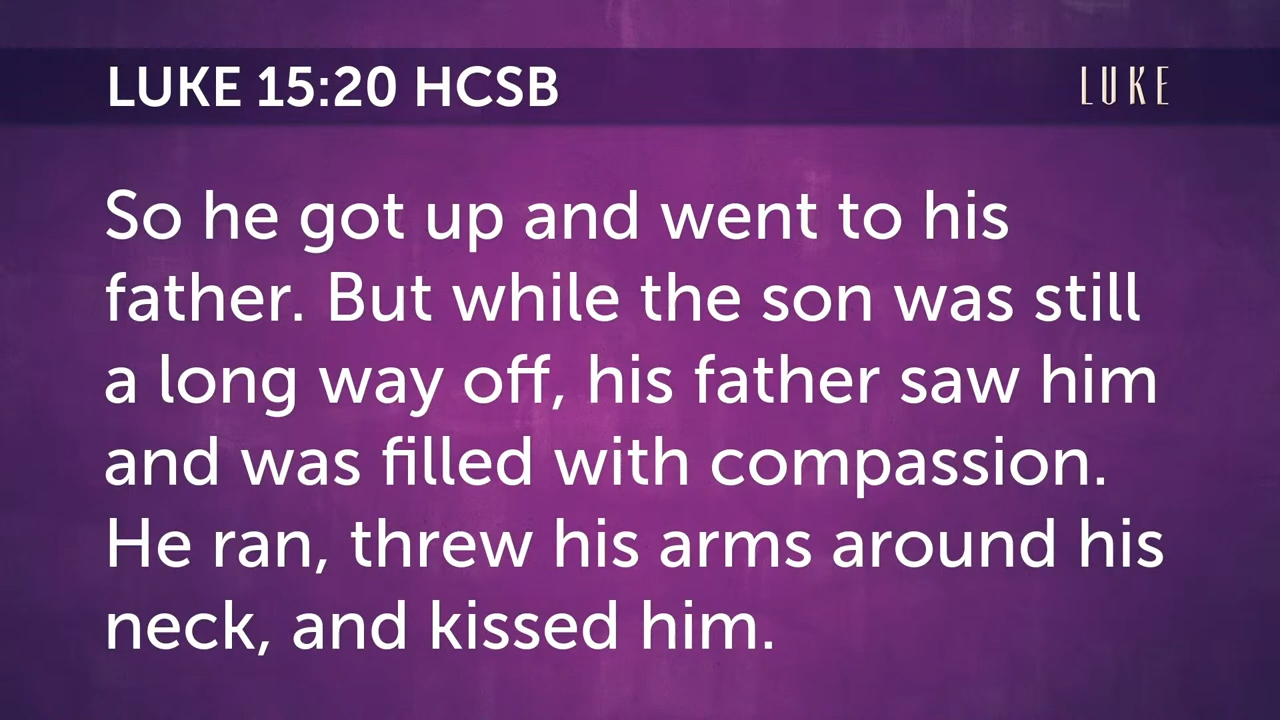 LUKE 15:20 HCSB
LUKE
So he got up and went to his
father. But while the son was still
a long way off, his father saw him
and was filled with compassion.
He ran, threw his arms around his
neck, and kissed him.